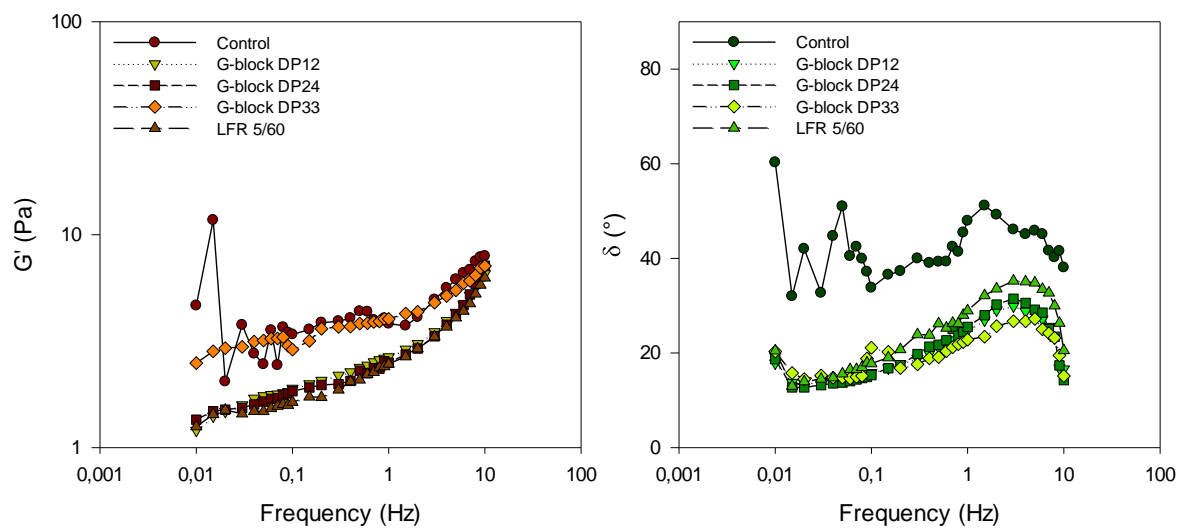 100
10
1
G' (Pa)
0,001 0,01 0,1 1 10 100
Frequency (Hz)
Control
G-block DP12
G-block DP24
G-block DP33
LFR 5/60
80
60
40
20
0
δ (°)
0,001 0,01 0,1 1 10 100
Frequency (Hz)
Control
G-block DP12
G-block DP24
G-block DP33
LFR 5/60